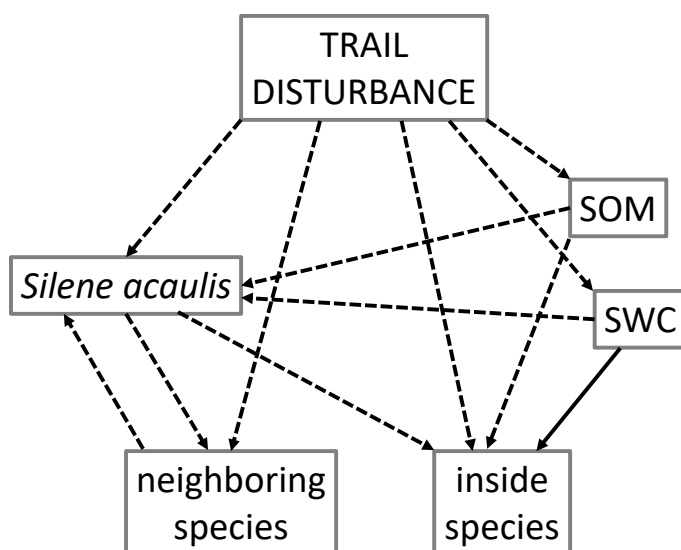 TRAIL
DISTURBANCE
SOM
Silene acaulis
SWC
neighboring
species
inside
species